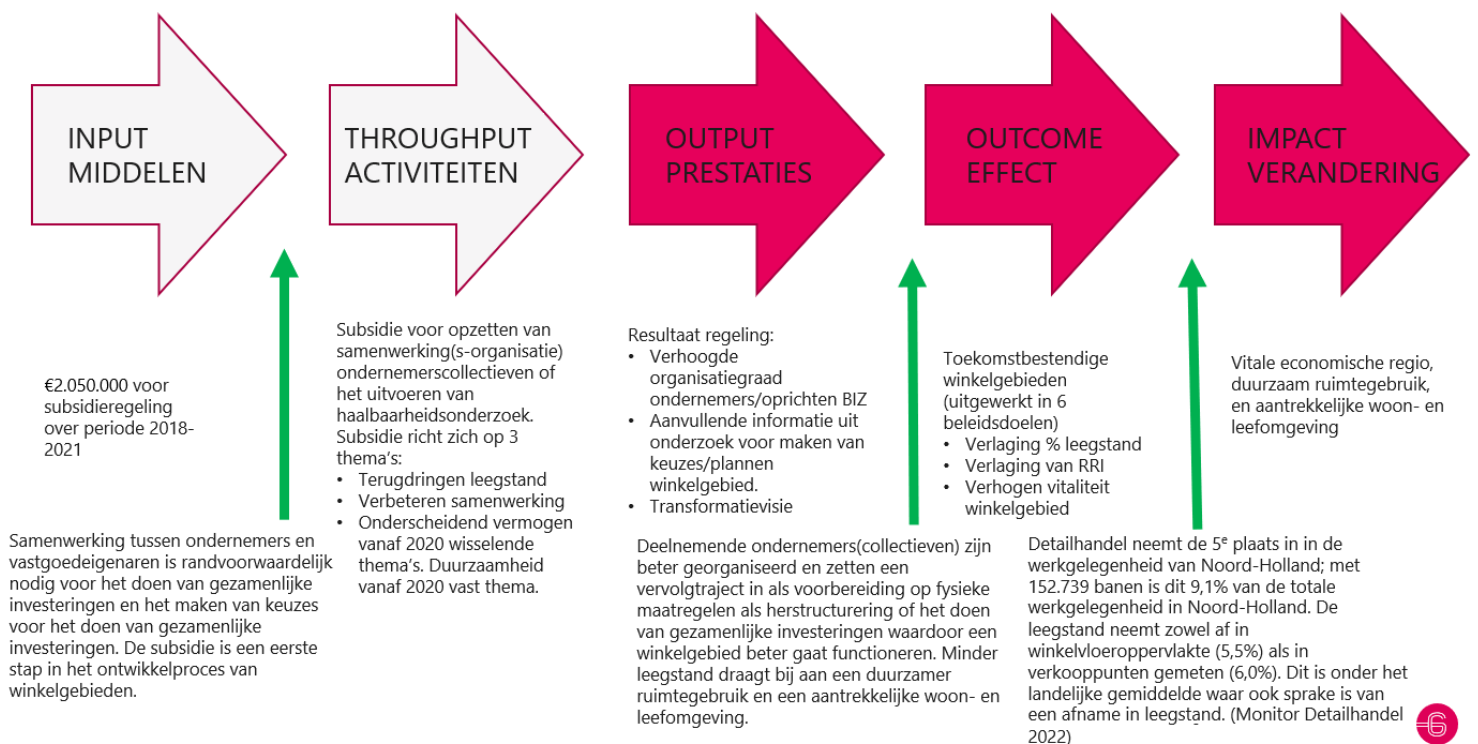 INPUT
MIDDELEN
THROUGHPUT
ACTIVITEITEN
OUTPUT
PRESTATIES
OUTCOME
EFFECT
IMPACT
VERANDERING
€2.050.000 voor
subsidieregeling
over periode 2018-
2021
Samenwerking tussen ondernemers en
vastgoedeigenaren is randvoorwaardelijk
nodig voor het doen van gezamenlijke
investeringen en het maken van keuzes
voor het doen van gezamenlijke
investeringen. De subsidie is een eerste
stap in het ontwikkelproces van
winkelgebieden.
Subsidie voor opzetten van
samenwerking(s-organisatie)
ondernemerscollectieven of
het uitvoeren van
haalbaarheidsonderzoek.
Subsidie richt zich op 3
thema's:
• Terugdringen leegstand
• Verbeteren samenwerking
• Onderscheidend vermogen
vanaf 2020 wisselende
thema's. Duurzaamheid
vanaf 2020 vast thema.
Resultaat regeling:
• Verhoogde
organisatiegraad
ondernemers/oprichten BIZ
• Aanvullende informatie uit
onderzoek voor maken van
keuzes/plannen
winkelgebied.
• Transformatievisie
Deelnemende ondernemers(collectieven) zijn
beter georganiseerd en zetten een
vervolgtraject in als voorbereiding op fysieke
maatregelen als herstructurering of het doen
van gezamenlijke investeringen waardoor een
winkelgebied beter gaat functioneren. Minder
leegstand draagt bij aan een duurzamer
ruimtegebruik en een aantrekkelijke woon- en
leefomgeving.
Toekomstbestendige
winkelgebieden
(uitgewerkt in 6
beleidsdoelen)
• Verlaging % leegstand
• Verlaging van RRI
• Verhogen vitaliteit
winkelgebied
Vitale economische regio,
duurzaam ruimtegebruik,
en aantrekkelijke woon- en
leefomgeving
Detailhandel neemt de 5e plaats in in de
werkgelegenheid van Noord-Holland; met
152.739 banen is dit 9,1% van de totale
werkgelegenheid in Noord-Holland. De
leegstand neemt zowel af in
winkelvloeroppervlakte (5,5%) als in
verkooppunten gemeten (6,0%). Dit is onder het
landelijke gemiddelde waar ook sprake is van
een afname in leegstand. (Monitor Detailhandel
2022)
6